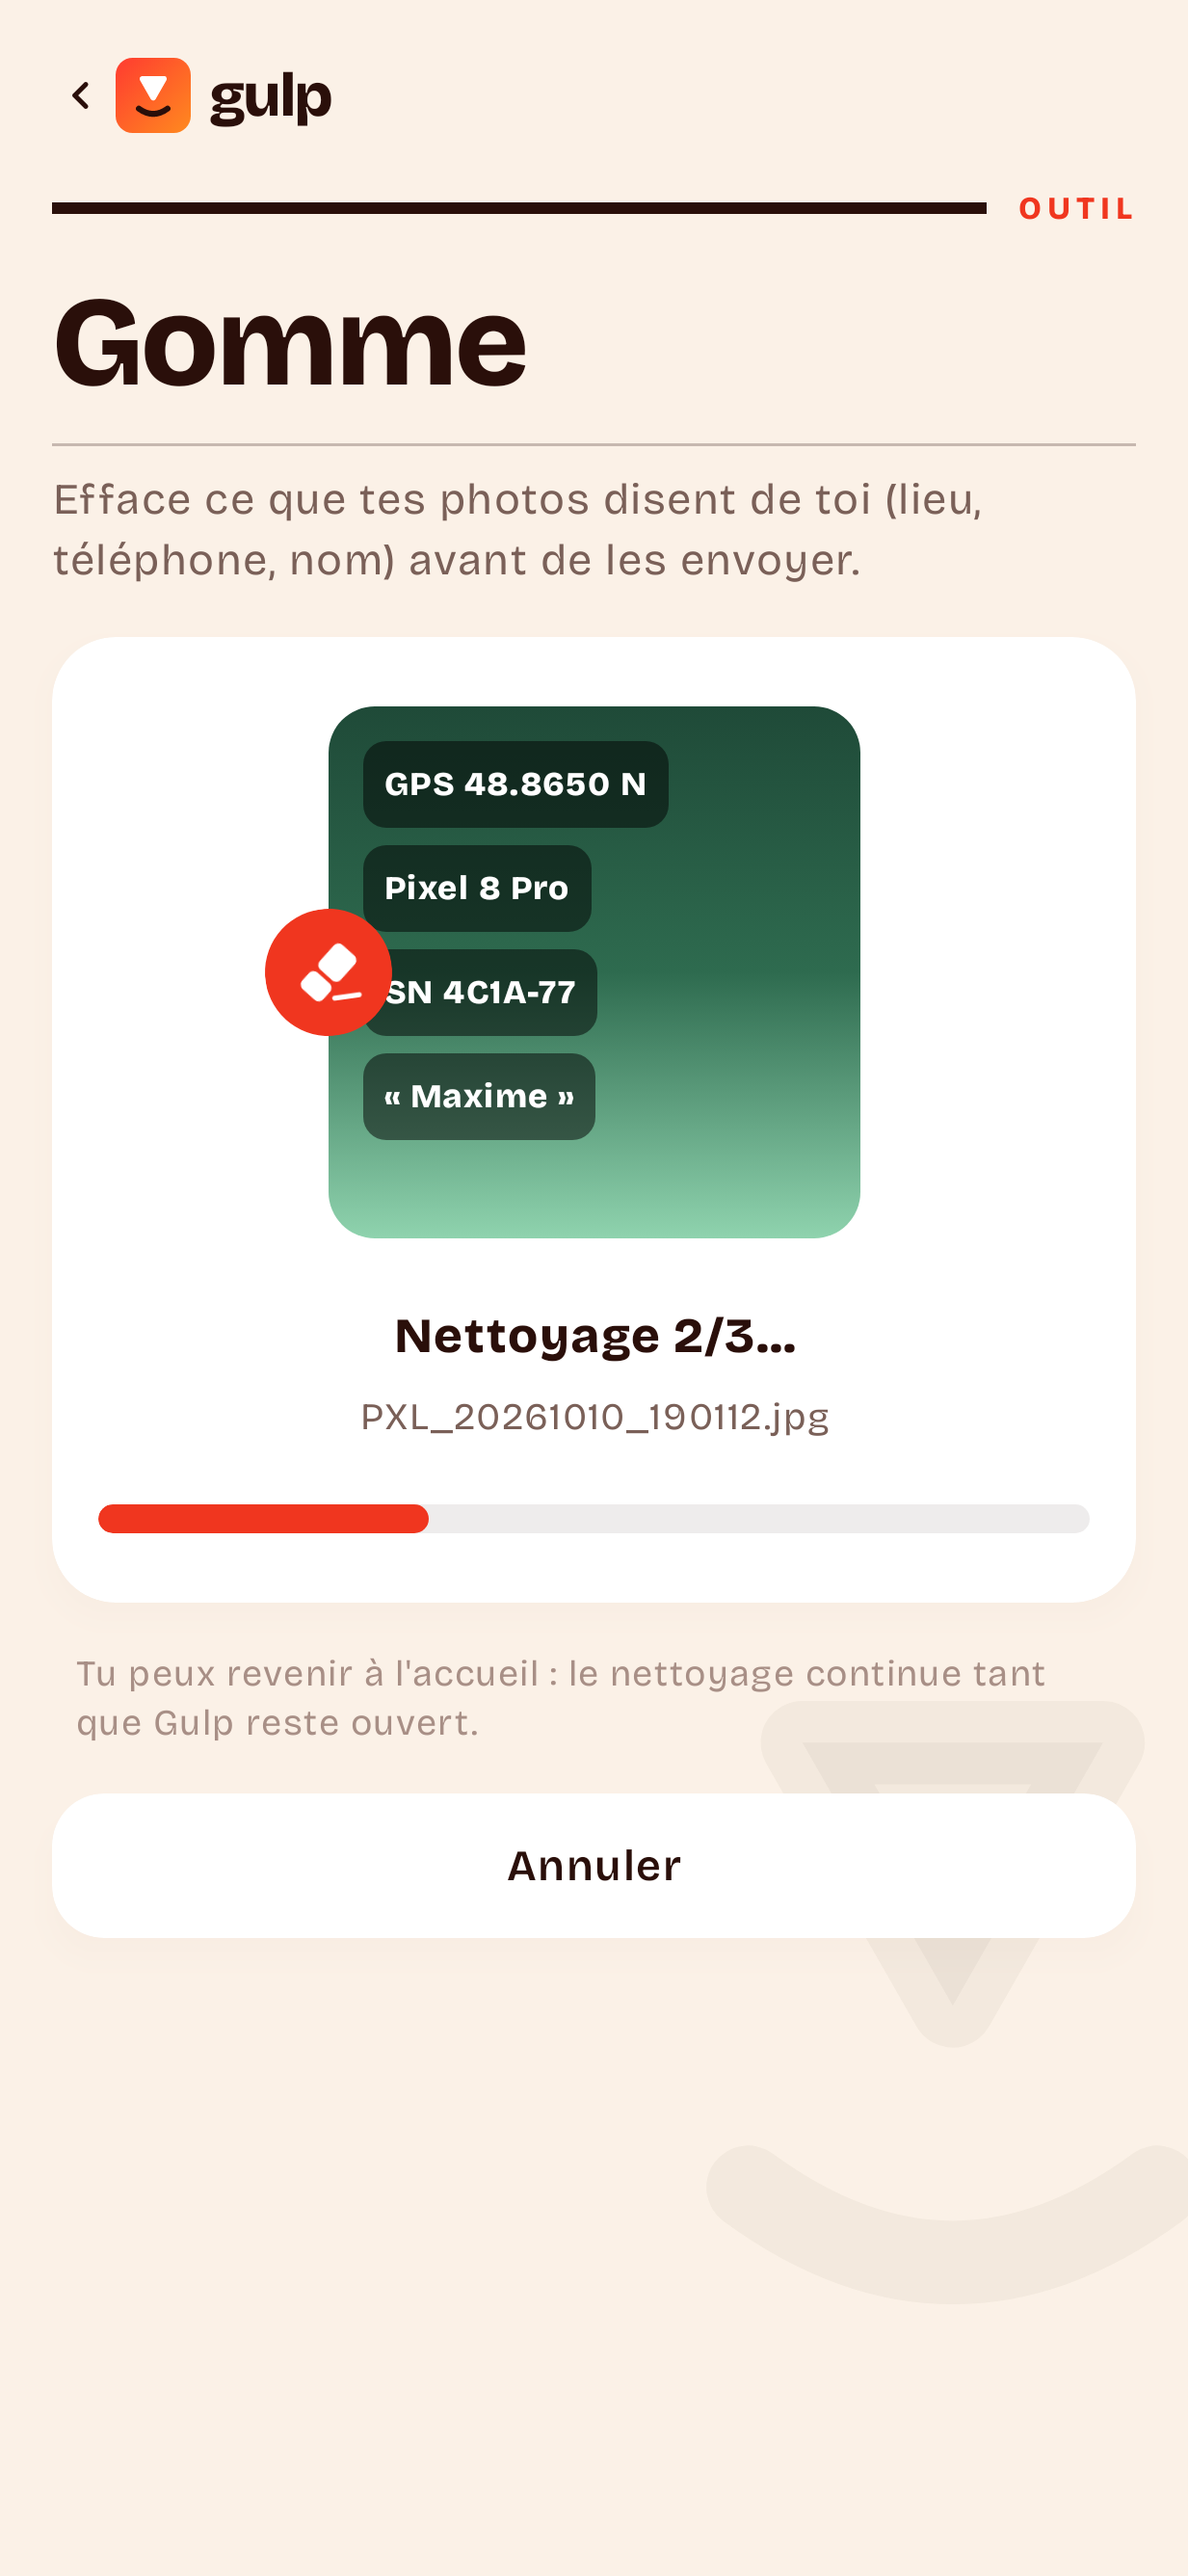 gulp
OUTIL
Gomme
Efface ce que tes photos disent de toi (lieu,
téléphone, nom) avant de les envoyer.
GPS 48.8650 N
Pixel 8 Pro
SN 4C1A-77
« Maxime »
Nettoyage 2/3...
PXL_20261010_190112.jpg
Tu peux revenir à l'accueil : le nettoyage continue tant
que Gulp reste ouvert.
Annuler